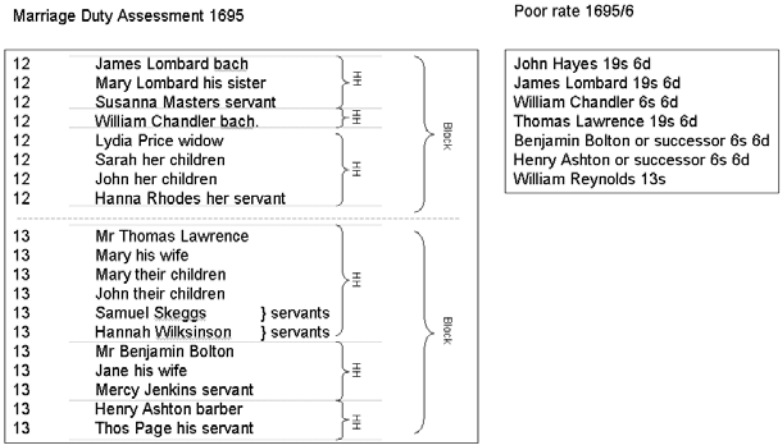 Marriage Duty Assessment 1695
12 James Lombard bach
12 Mary Lombard his sister
12 Susanna Masters servant
HH
12 William Chandler bach.
HH
12 Lydia Price widow
12 Sarah her children
12 John her children
12 Hanna Rhodes her servant
HH
Block
13 Mr Thomas Lawrence
13 Mary his wife
13 Mary their children
13 John their children
13 Samuel Skeggs } servants
13 Hannah Wilksinson } servants
HH
13 Mr Benjamin Bolton
13 Jane his wife
13 Mercy Jenkins servant
HH
13 Henry Ashton barber
13 Thos Page his servant
HH
Block
Poor rate 1695/6
John Hayes 19s 6d
James Lombard 19s 6d
William Chandler 6s 6d
Thomas Lawrence 19s 6d
Benjamin Bolton or successor 6s 6d
Henry Ashton or successor 6s 6d
William Reynolds 13s